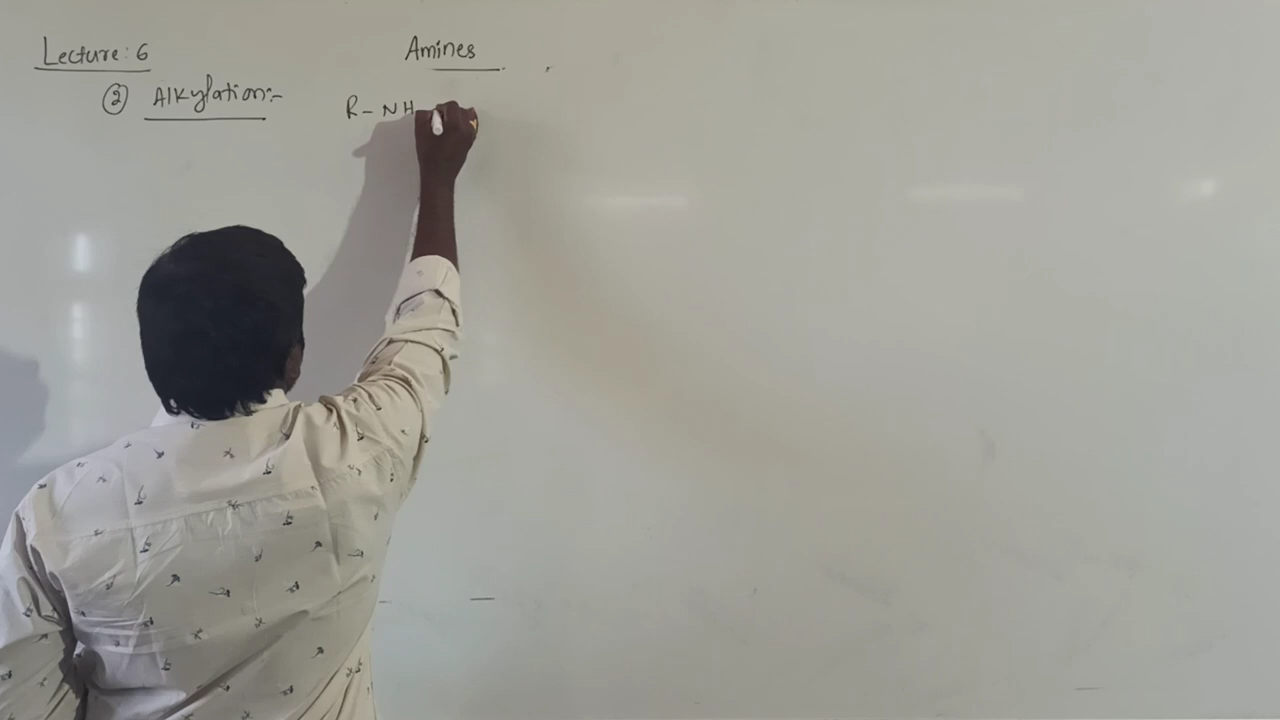 Lecture: 6
Amines
② Alkylation:-
R-NH